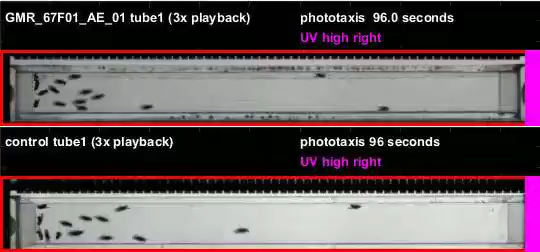 GMR_67F01_AE_01 tube1 (3x playback) phototaxis 96.0 seconds
UV high right
control tube1 (3x playback) phototaxis 96 seconds
UV high right